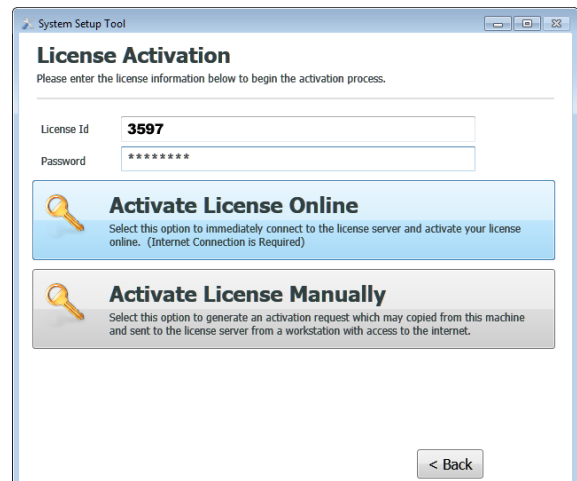 System Setup Tool
License Activation
Please enter the license information below to begin the activation process.
License Id 3597
Password ********
Activate License Online
Select this option to immediately connect to the license server and activate your license
online. (Internet Connection is Required)
Activate License Manually
Select this option to generate an activation request which may copied from this machine
and sent to the license server from a workstation with access to the internet.
< Back